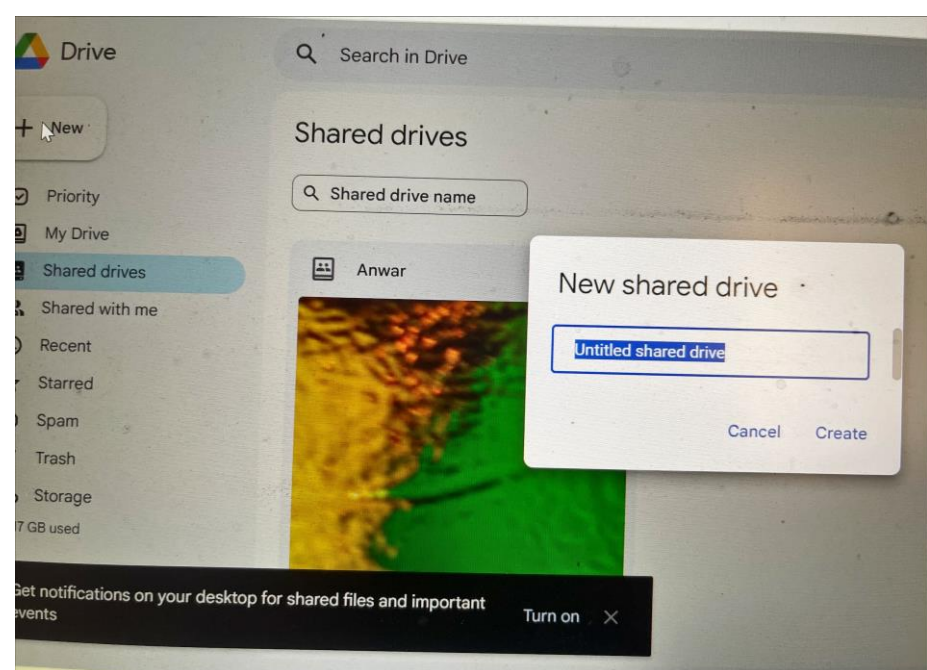 Drive
Search in Drive
New
Shared drives
Shared drive name
Priority
My Drive
Shared drives
Shared with me
Recent
Starred
Spam
Trash
Storage
GB used
Anwar
New shared drive
Untitled shared drive
Cancel
Create
Get notifications on your desktop for shared files and important
events
Turn on